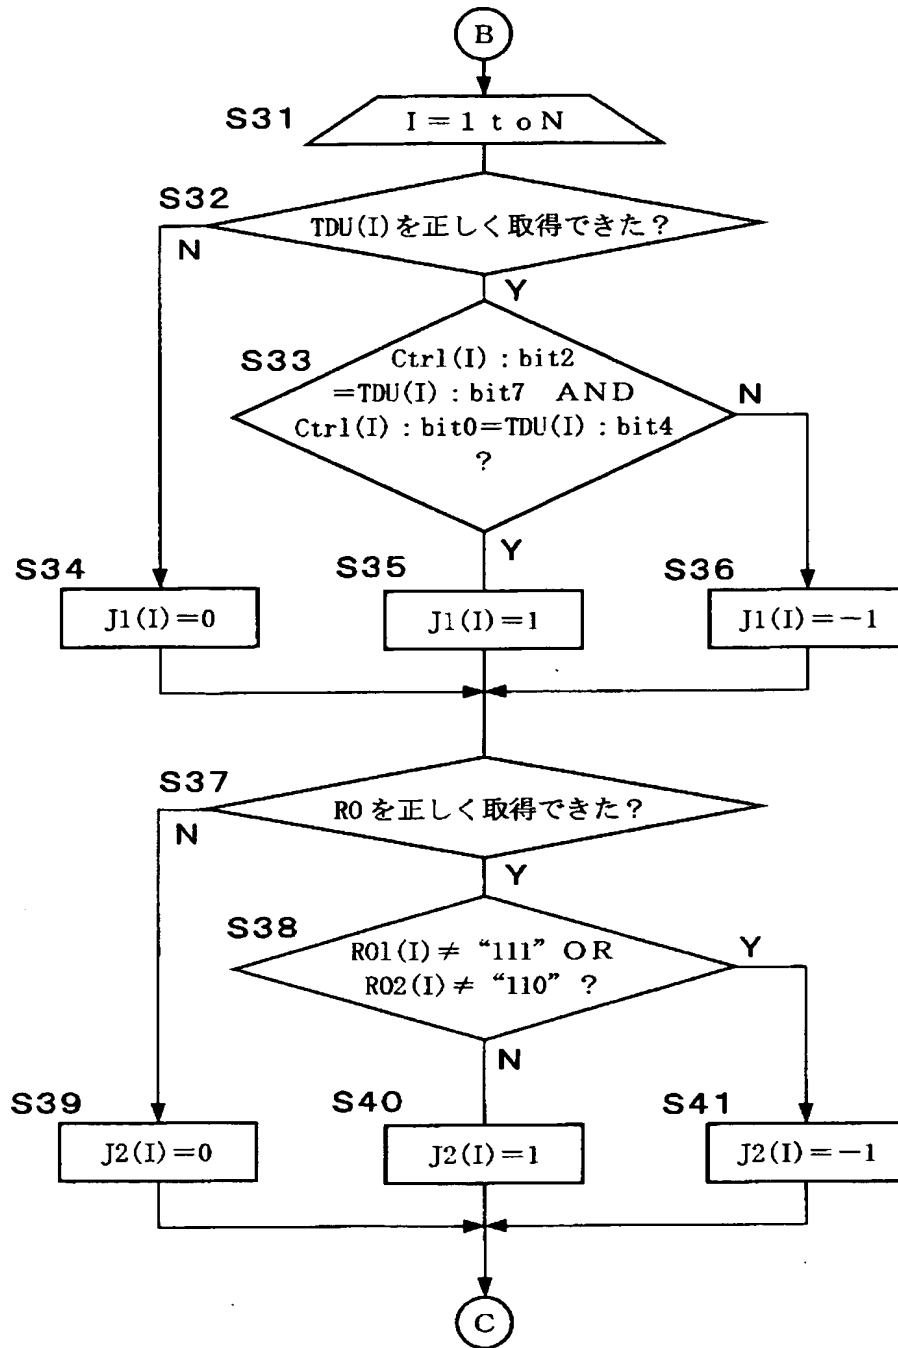 B
S31
I=1 to N
S32
TDU(I)を正しく取得できた?
N
Y
S33
Ctrl(I):bit2
=TDU(I):bit7 AND
Ctrl(I):bit0=TDU(I):bit4
?
N
Y
S34
S35
S36
J1(I)=0
J1(I)=1
J1(I)=-1
S37
ROを正しく取得できた?
N
Y
S38
RO1(I)≠“111” OR
RO2(I)≠“110” ?
Y
N
S39
S40
S41
J2(I)=0
J2(I)=1
J2(I)=-1
C